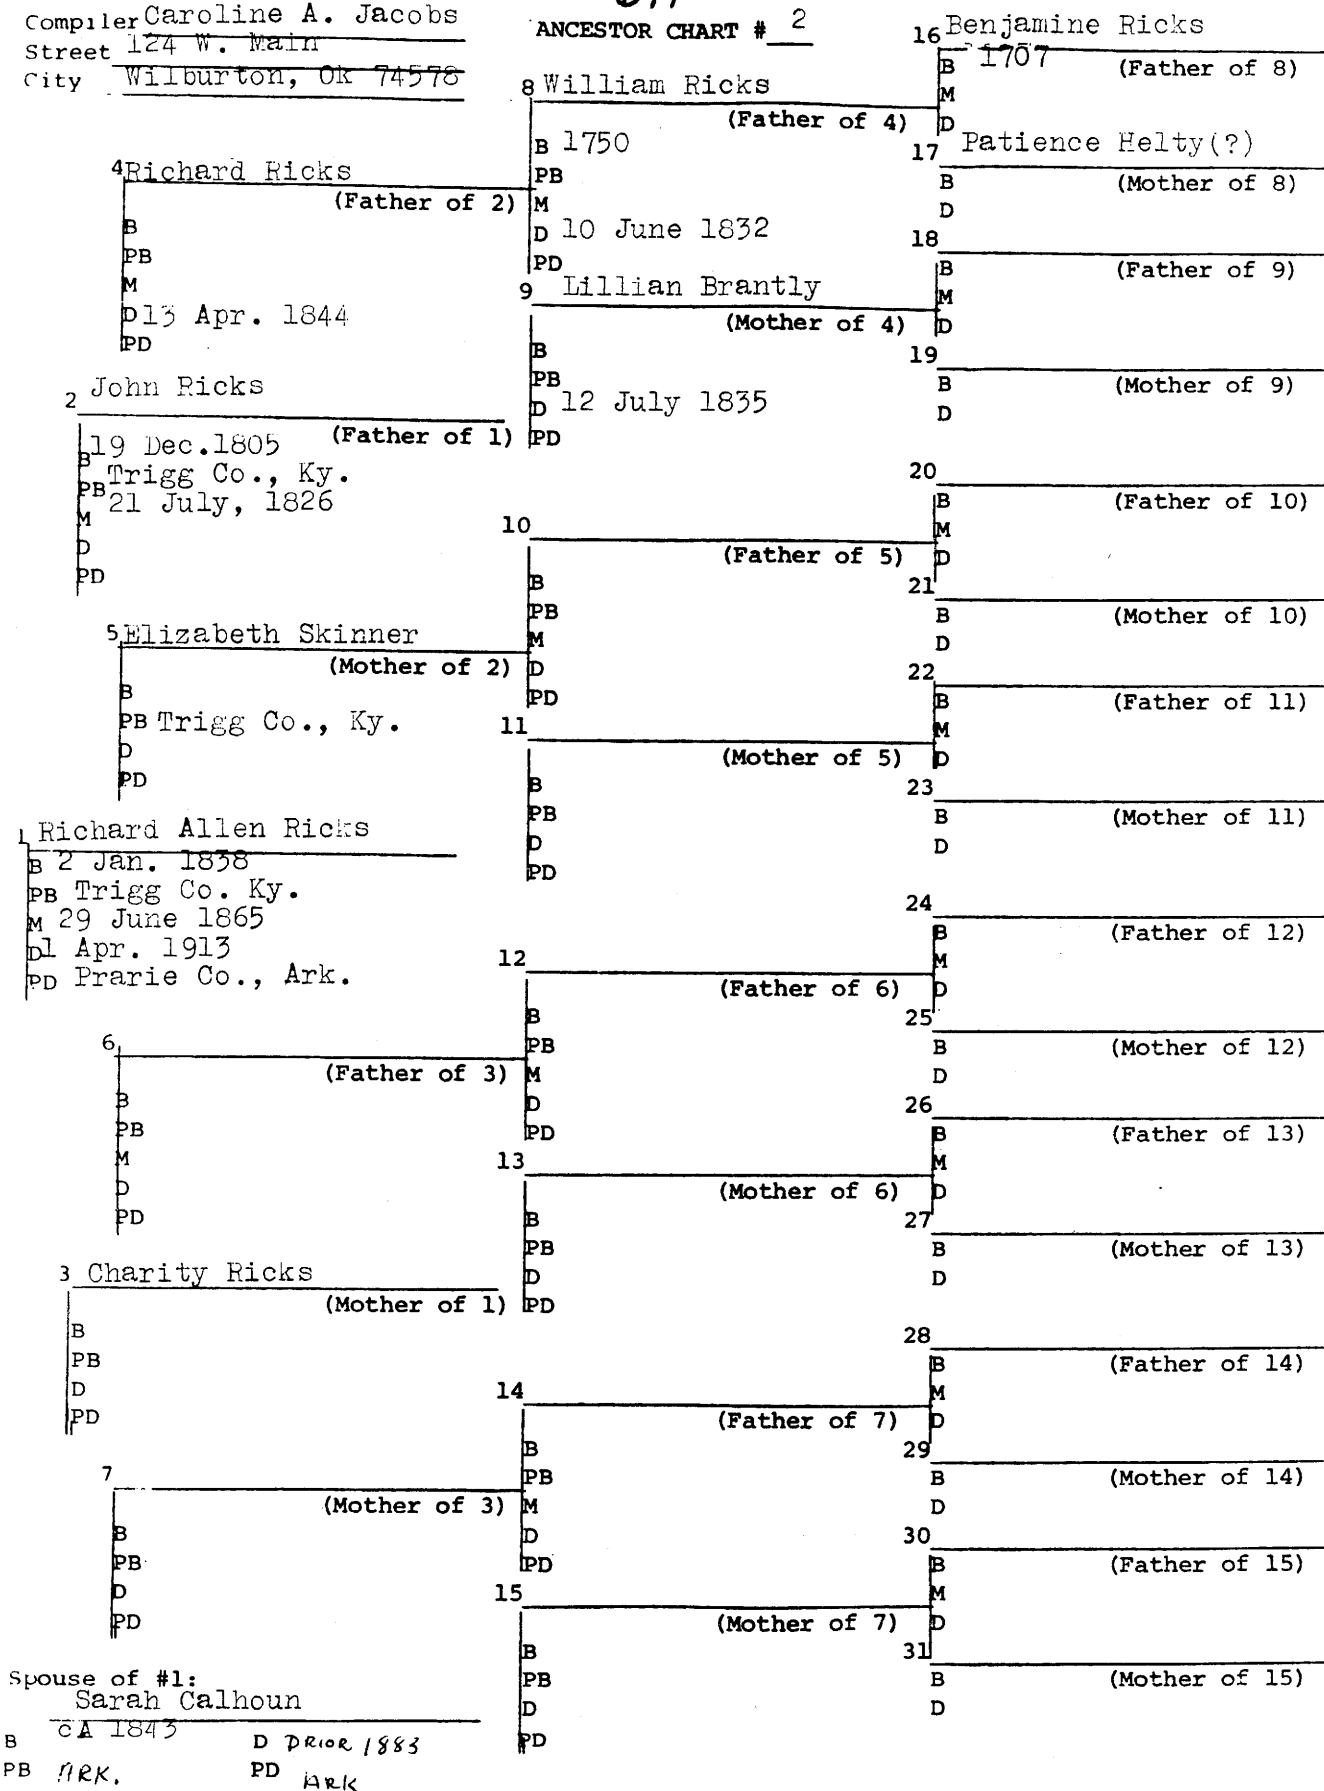 Compiler Caroline A. Jacobs
Street 124 W. Main
City Wilburton, Ok 74578
ANCESTOR CHART # 2
16 Benjamine Ricks
B 1707 (Father of 8)
M
D
8 William Ricks
(Father of 4)
B 1750
PB
M
D 10 June 1832
PD
17 Patience Helty(?)
B (Mother of 8)
D
4 Richard Ricks
(Father of 2)
B
PB
M
D 13 Apr. 1844
PD
18
B (Father of 9)
M
D
9 Lillian Brantly
(Mother of 4)
B
PB
D 12 July 1835
PD
19
B (Mother of 9)
D
2 John Ricks
(Father of 1)
B 19 Dec.1805
PB Trigg Co., Ky.
M 21 July, 1826
D
PD
20
B (Father of 10)
M
D
10
(Father of 5)
B
PB
M
D
PD
21
B (Mother of 10)
D
5 Elizabeth Skinner
(Mother of 2)
B
PB Trigg Co., Ky.
D
PD
22
B (Father of 11)
M
D
11
(Mother of 5)
B
PB
D
PD
23
B (Mother of 11)
D
1 Richard Allen Ricks
B 2 Jan. 1838
PB Trigg Co. Ky.
M 29 June 1865
D 1 Apr. 1913
PD Prarie Co., Ark.
24
B (Father of 12)
M
D
12
(Father of 6)
B
PB
M
D
PD
25
B (Mother of 12)
D
6
(Father of 3)
B
PB
M
D
PD
26
B (Father of 13)
M
D
13
(Mother of 6)
B
PB
D
PD
27
B (Mother of 13)
D
3 Charity Ricks
(Mother of 1)
B
PB
D
PD
28
B (Father of 14)
M
D
14
(Father of 7)
B
PB
M
D
PD
29
B (Mother of 14)
D
7
(Mother of 3)
B
PB
D
PD
30
B (Father of 15)
M
D
15
(Mother of 7)
B
PB
D
PD
31
B (Mother of 15)
D
Spouse of #1:
Sarah Calhoun
B CA 1843 D PRIOR 1883
PB ARK. PD ARK